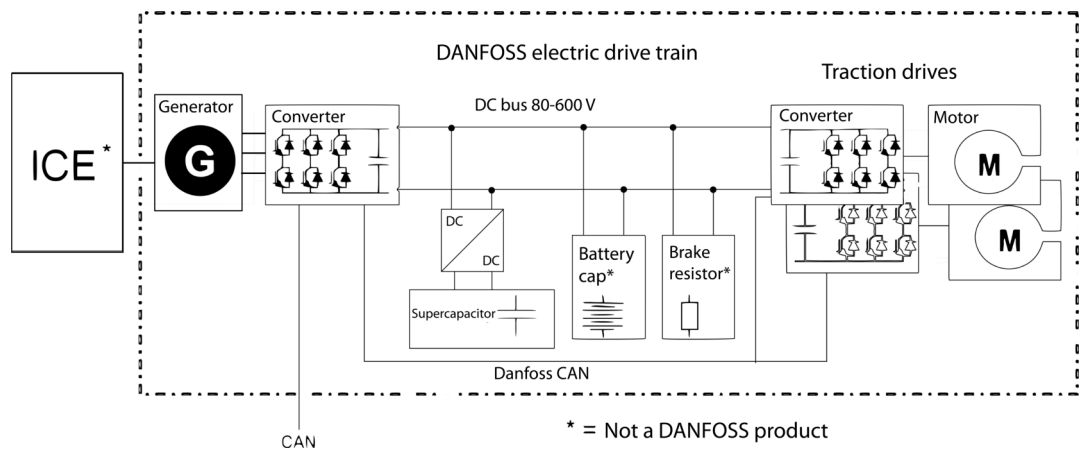 DANFOSS electric drive train
Traction drives
DC bus 80-600 V
ICE*
Generator
G
Converter
Converter
Motor
M
M
DC
DC
Supercapacitor
Battery
cap*
Brake
resistor*
Danfoss CAN
CAN
* = Not a DANFOSS product